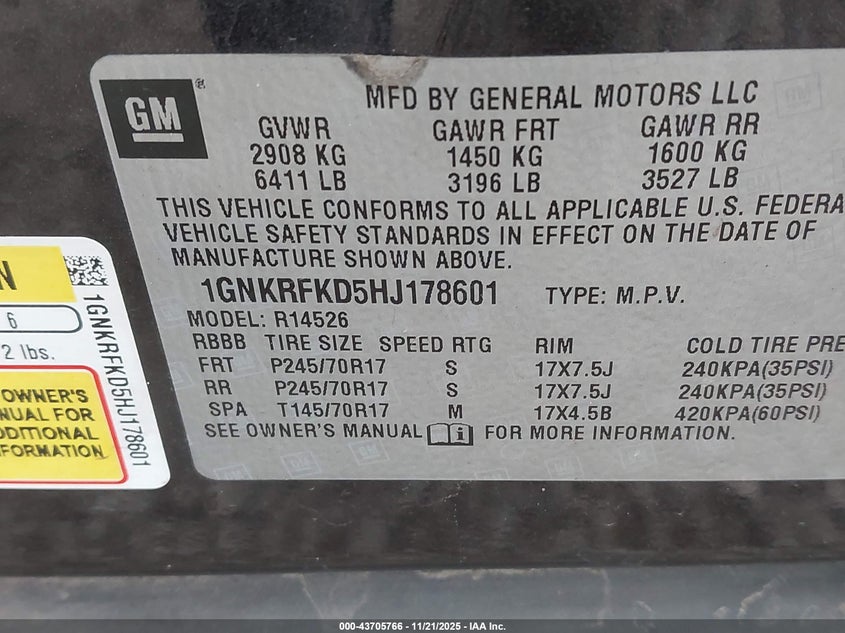 GM
MFD BY GENERAL MOTORS LLC
GVWR GAWR FRT GAWR RR
2908 KG 1450 KG 1600 KG
6411 LB 3196 LB 3527 LB
THIS VEHICLE CONFORMS TO ALL APPLICABLE U.S. FEDERA
VEHICLE SAFETY STANDARDS IN EFFECT ON THE DATE OF
MANUFACTURE SHOWN ABOVE.
1GNKRFKD5HJ178601 TYPE: M.P.V.
MODEL: R14526
RBBB TIRE SIZE SPEED RTG RIM COLD TIRE PRE
FRT P245/70R17 S 17X7.5J 240KPA(35PSI)
RR P245/70R17 S 17X7.5J 240KPA(35PSI)
SPA T145/70R17 M 17X4.5B 420KPA(60PSI)
SEE OWNER'S MANUAL FOR MORE INFORMATION.
N
6
2 lbs.
OWNER'S
NUAL FOR
DDITIONAL
FORMATION
1GNKRFKD5HJ178601
000-43705766 - 11/21/2025 - IAA Inc.